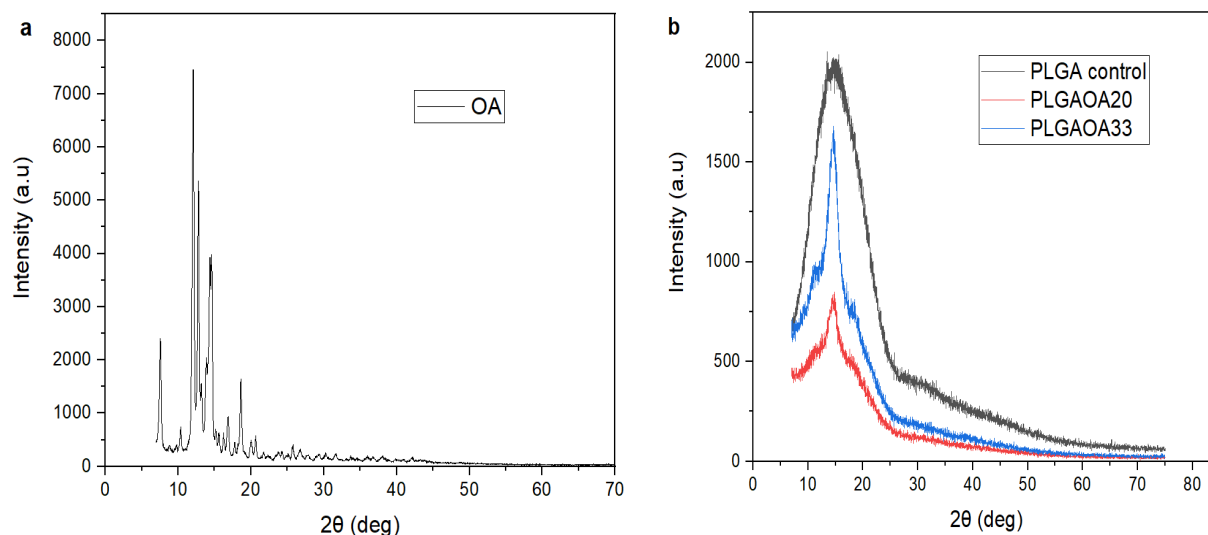 a
8000
7000
6000
5000
4000
3000
2000
1000
0
Intensity (a.u)
OA
0 10 20 30 40 50 60 70
2θ (deg)
b
2000
1500
1000
500
0
Intensity (a.u)
PLGA control
PLGAOA20
PLGAOA33
0 10 20 30 40 50 60 70 80
2θ (deg)